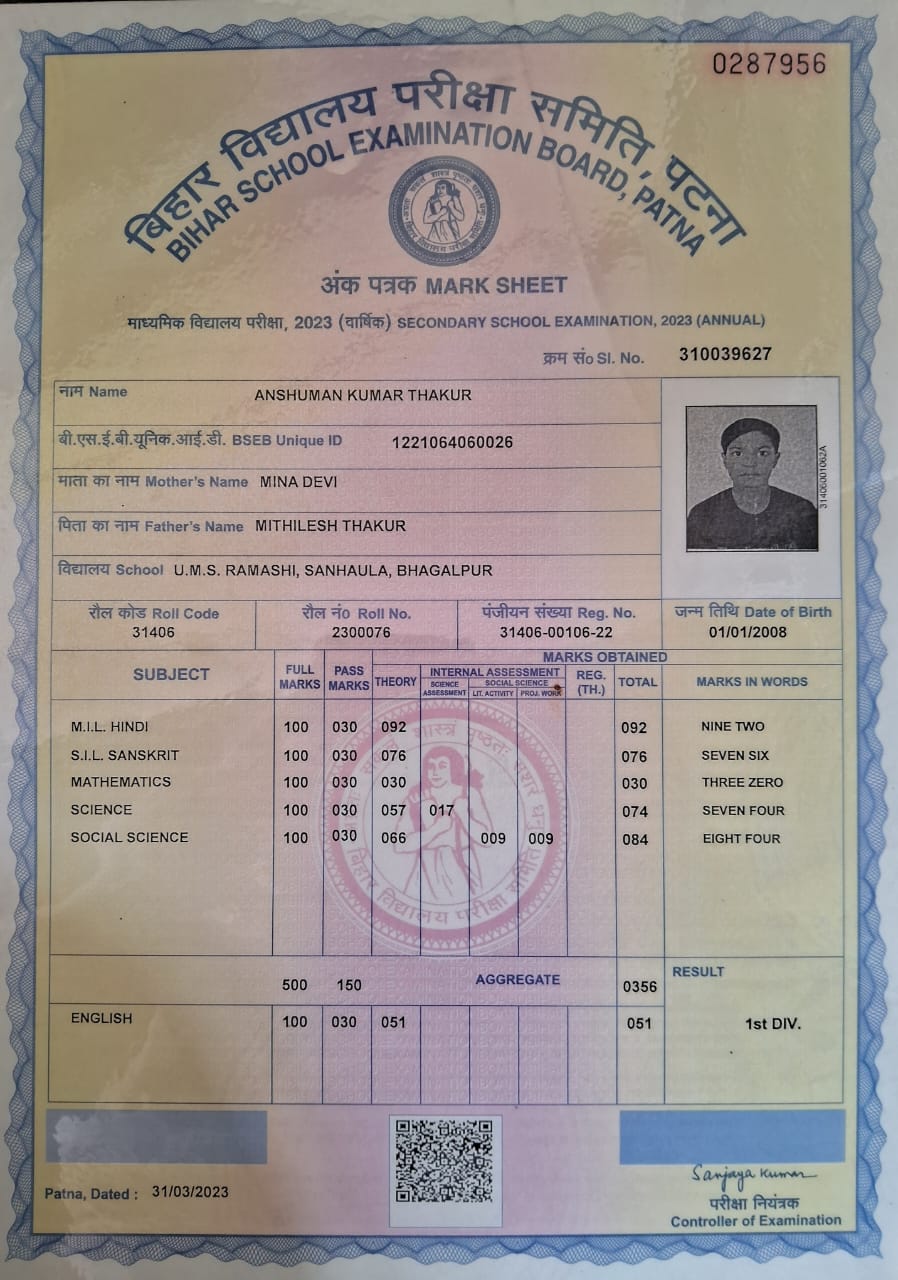 0287956
बिहार विद्यालय परीक्षा समिति, पटना
BIHAR SCHOOL EXAMINATION BOARD, PATNA
अंक पत्रक MARK SHEET
माध्यमिक विद्यालय परीक्षा, 2023 (वार्षिक) SECONDARY SCHOOL EXAMINATION, 2023 (ANNUAL)
क्रम सं० Sl. No. 310039627
नाम Name ANSHUMAN KUMAR THAKUR
बी.एस.ई.बी.यूनिक.आई.डी. BSEB Unique ID 1221064060026
माता का नाम Mother's Name MINA DEVI
पिता का नाम Father's Name MITHILESH THAKUR
विद्यालय School U.M.S. RAMASHI, SANHAULA, BHAGALPUR
31406001062A
रौल कोड Roll Code रौल नं० Roll No. पंजीयन संख्या Reg. No. जन्म तिथि Date of Birth
31406 2300076 31406-00106-22 01/01/2008
SUBJECT FULL MARKS PASS MARKS MARKS OBTAINED
THEORY INTERNAL ASSESSMENT REG. (TH.) TOTAL MARKS IN WORDS
SCIENCE ASSESSMENT SOCIAL SCIENCE
LIT. ACTIVITY PROJ. WORK
M.I.L. HINDI 100 030 092 092 NINE TWO
S.I.L. SANSKRIT 100 030 076 076 SEVEN SIX
MATHEMATICS 100 030 030 030 THREE ZERO
SCIENCE 100 030 057 017 074 SEVEN FOUR
SOCIAL SCIENCE 100 030 066 009 009 084 EIGHT FOUR
बिहार विद्यालय परीक्षा समिति
500 150 AGGREGATE 0356 RESULT
ENGLISH 100 030 051 051 1st DIV.
Patna, Dated : 31/03/2023
Sanjaya Kumar
परीक्षा नियंत्रक
Controller of Examination